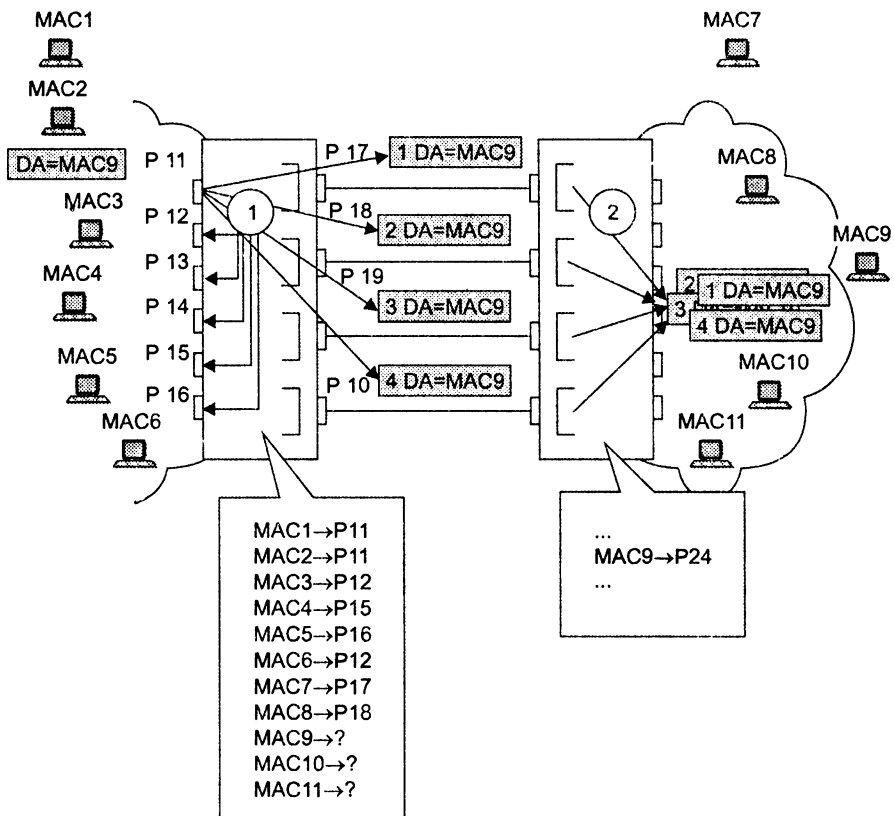 MAC1
MAC2
DA=MAC9
MAC3
MAC4
MAC5
MAC6
P 11
P 12
P 13
P 14
P 15
P 16
1
P 17
P 18
P 19
P 10
1 DA=MAC9
2 DA=MAC9
3 DA=MAC9
4 DA=MAC9
2
MAC7
MAC8
MAC9
2
1 DA=MAC9
3
4 DA=MAC9
MAC10
MAC11
MAC1→P11
MAC2→P11
MAC3→P12
MAC4→P15
MAC5→P16
MAC6→P12
MAC7→P17
MAC8→P18
MAC9→?
MAC10→?
MAC11→?
...
MAC9→P24
...